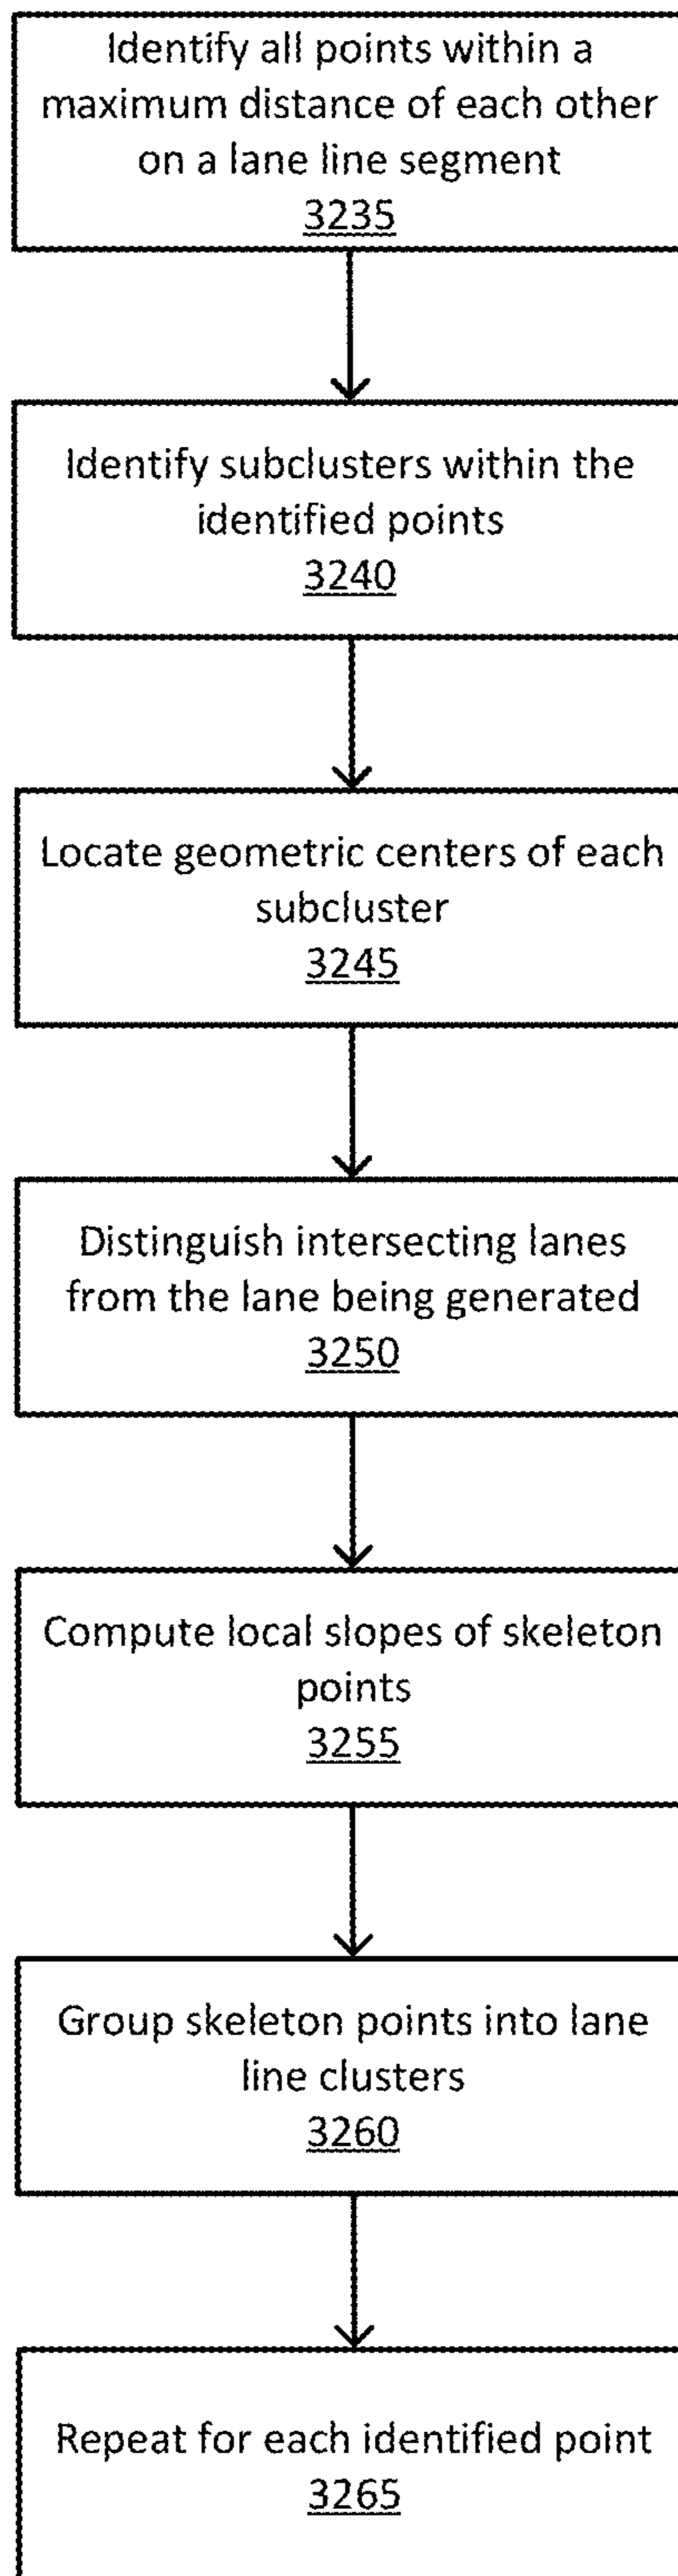 Identify all points within a
maximum distance of each other
on a lane line segment
3235
Identify subclusters within the
identified points
3240
Locate geometric centers of each
subcluster
3245
Distinguish intersecting lanes
from the lane being generated
3250
Compute local slopes of skeleton
points
3255
Group skeleton points into lane
line clusters
3260
Repeat for each identified point
3265